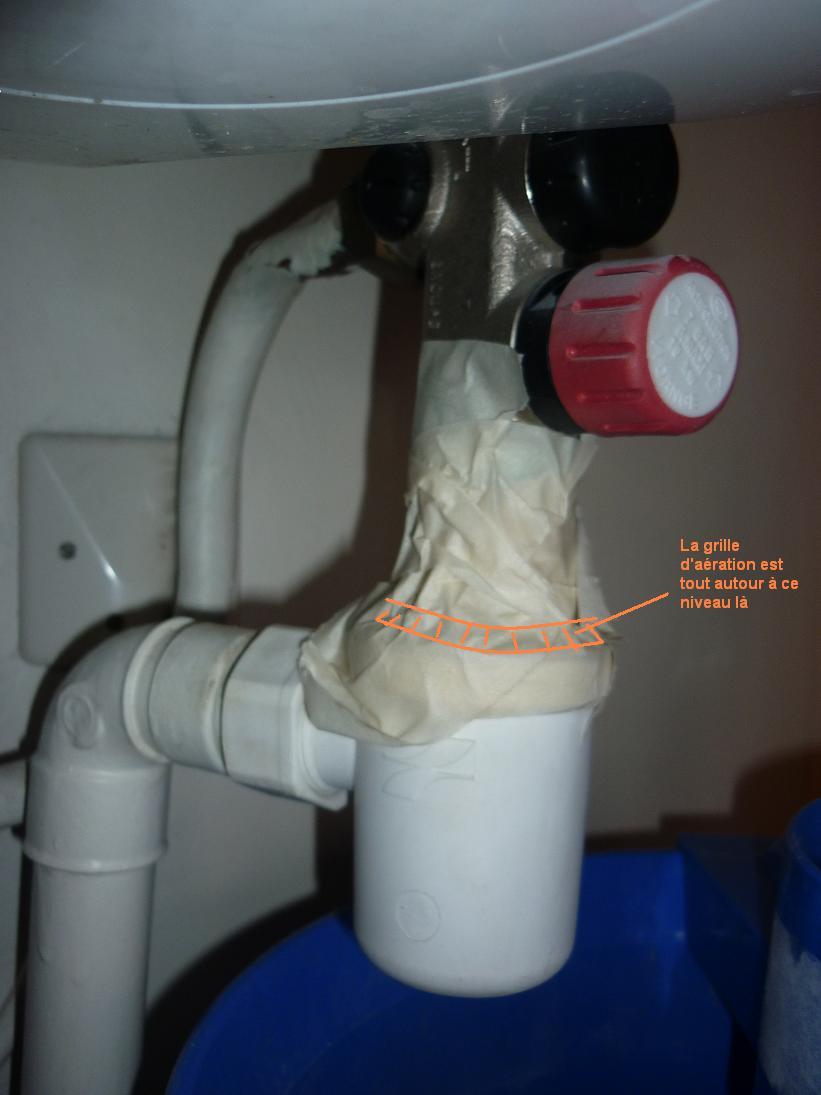 La grille
d'aération est
tout autour à ce
niveau là